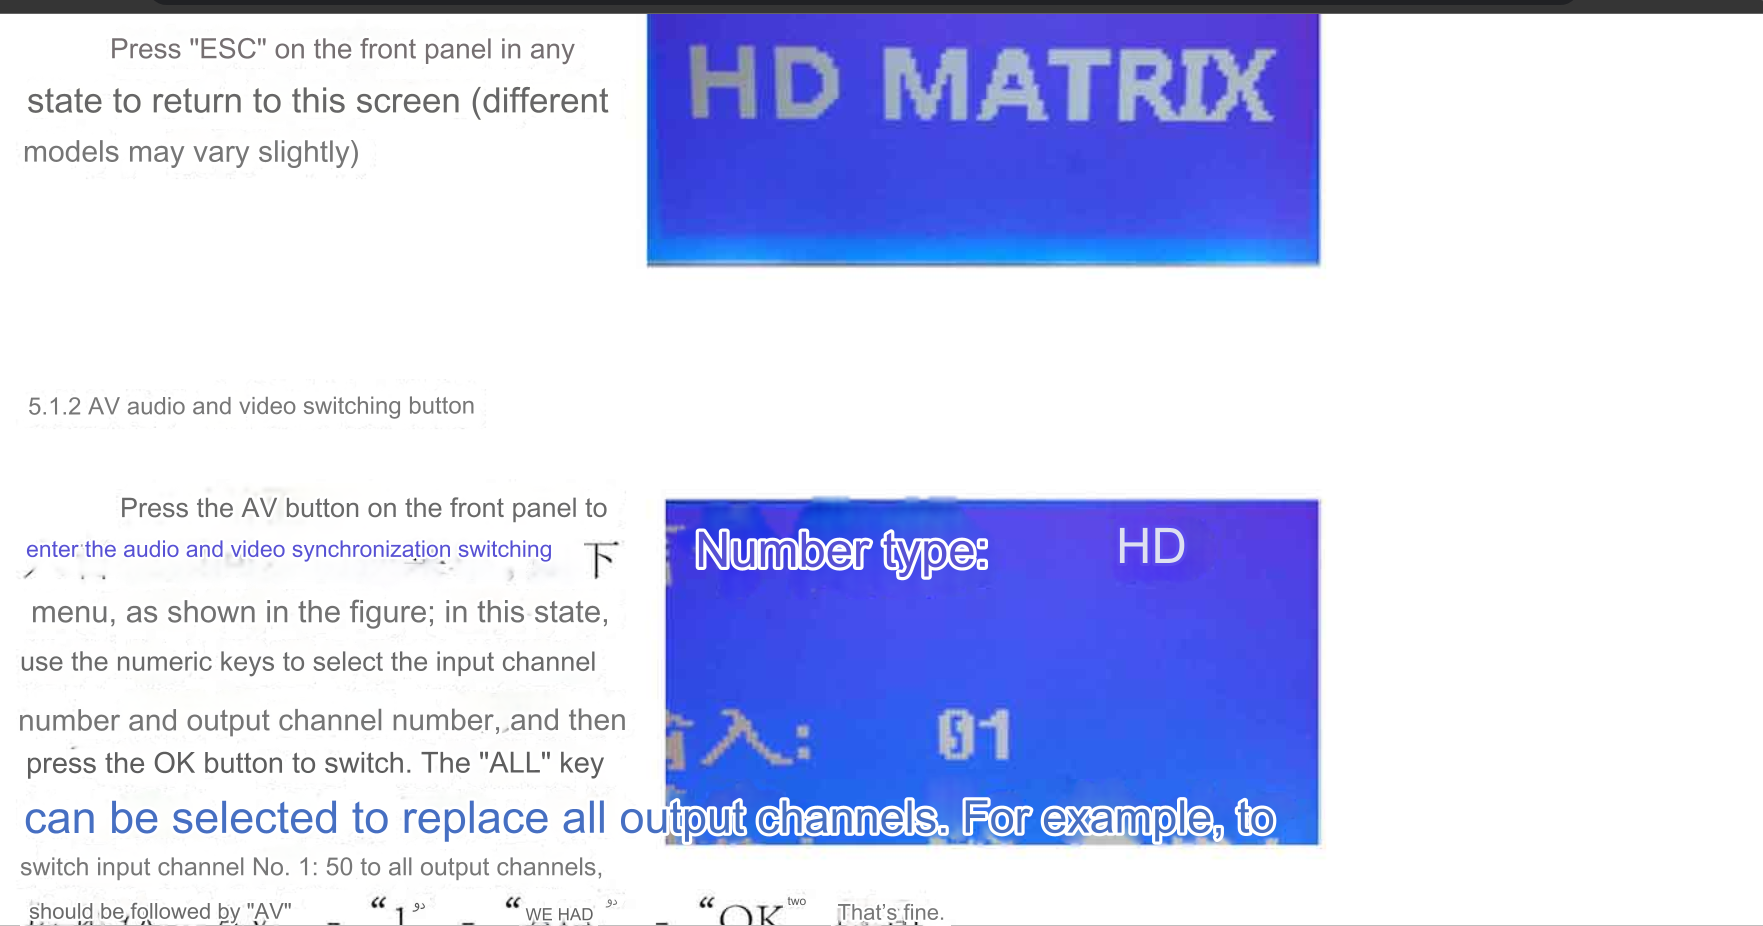 Press "ESC" on the front panel in any
state to return to this screen (different
models may vary slightly)
HD MATRIX
5.1.2 AV audio and video switching button
Press the AV button on the front panel to
enter the audio and video synchronization switching 下
menu, as shown in the figure; in this state,
use the numeric keys to select the input channel
number and output channel number, and then
press the OK button to switch. The "ALL" key
can be selected to replace all output channels. For example, to
switch input channel No. 1: 50 to all output channels,
should be followed by "AV" “1 دو “ WE HAD دو “OK two That's fine.
Number type: HD
入: 01